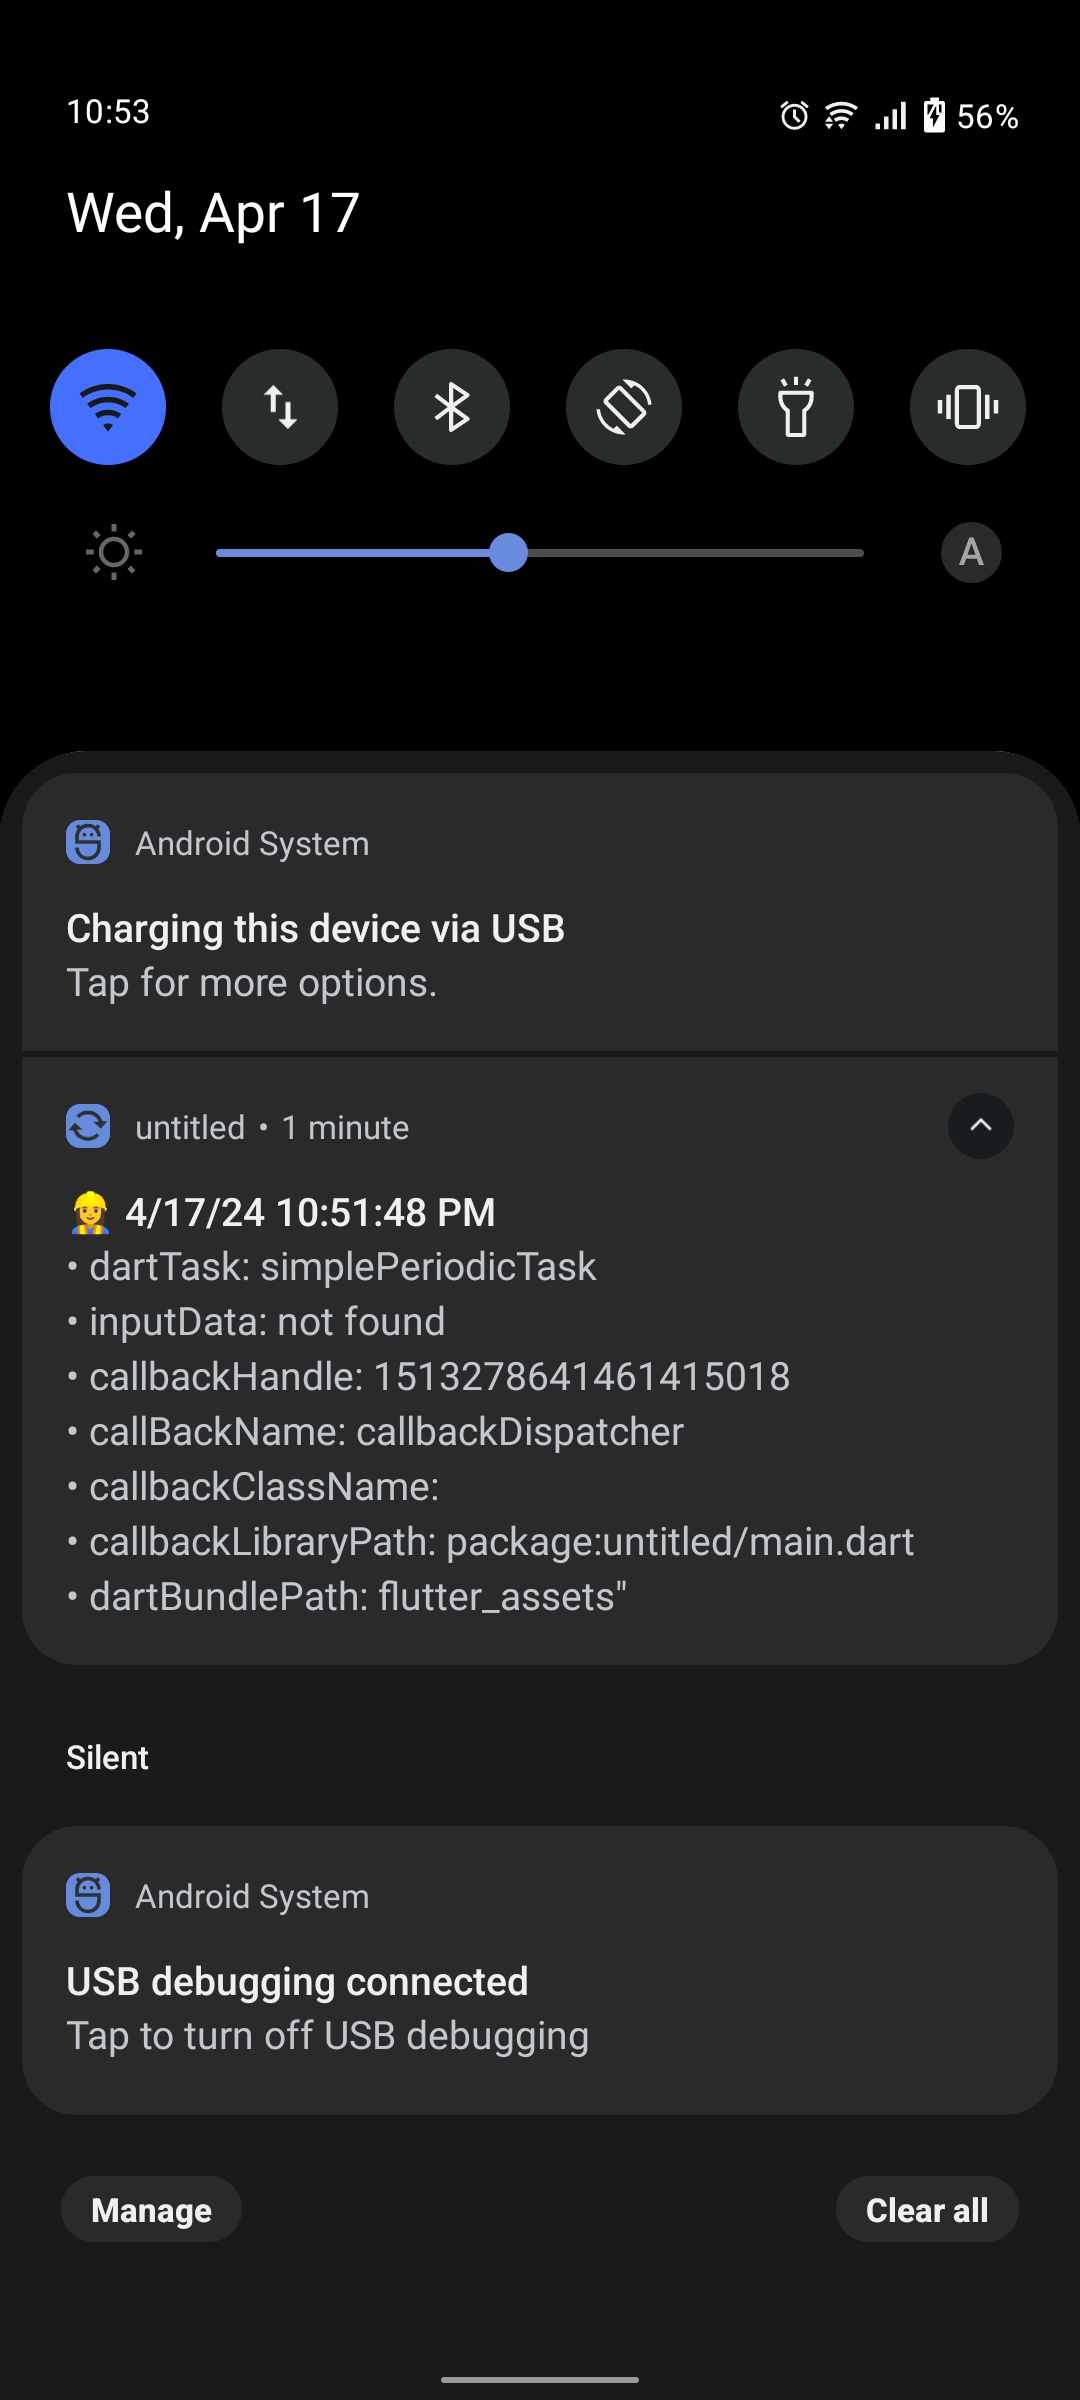 10:53
56%
Wed, Apr 17
A
Android System
Charging this device via USB
Tap for more options.
untitled • 1 minute
👷‍♀️ 4/17/24 10:51:48 PM
• dartTask: simplePeriodicTask
• inputData: not found
• callbackHandle: 1513278641461415018
• callBackName: callbackDispatcher
• callbackClassName:
• callbackLibraryPath: package:untitled/main.dart
• dartBundlePath: flutter_assets"
Silent
Android System
USB debugging connected
Tap to turn off USB debugging
Manage
Clear all